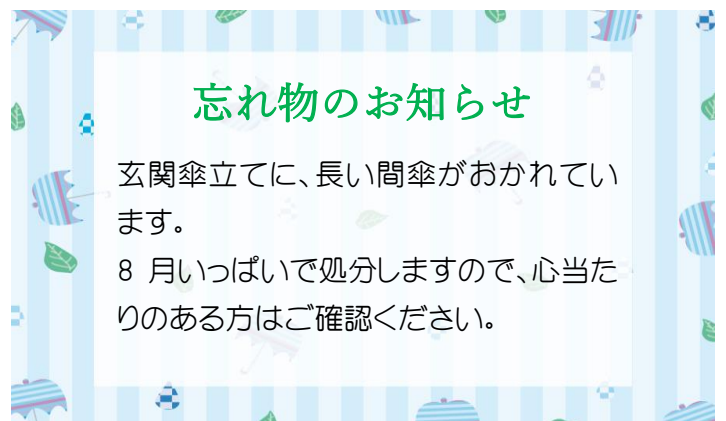 忘れ物のお知らせ
玄関傘立てに、長い間傘がおかれてい
ます。
8 月いっぱいで処分しますので、心当た
りのある方はご確認ください。